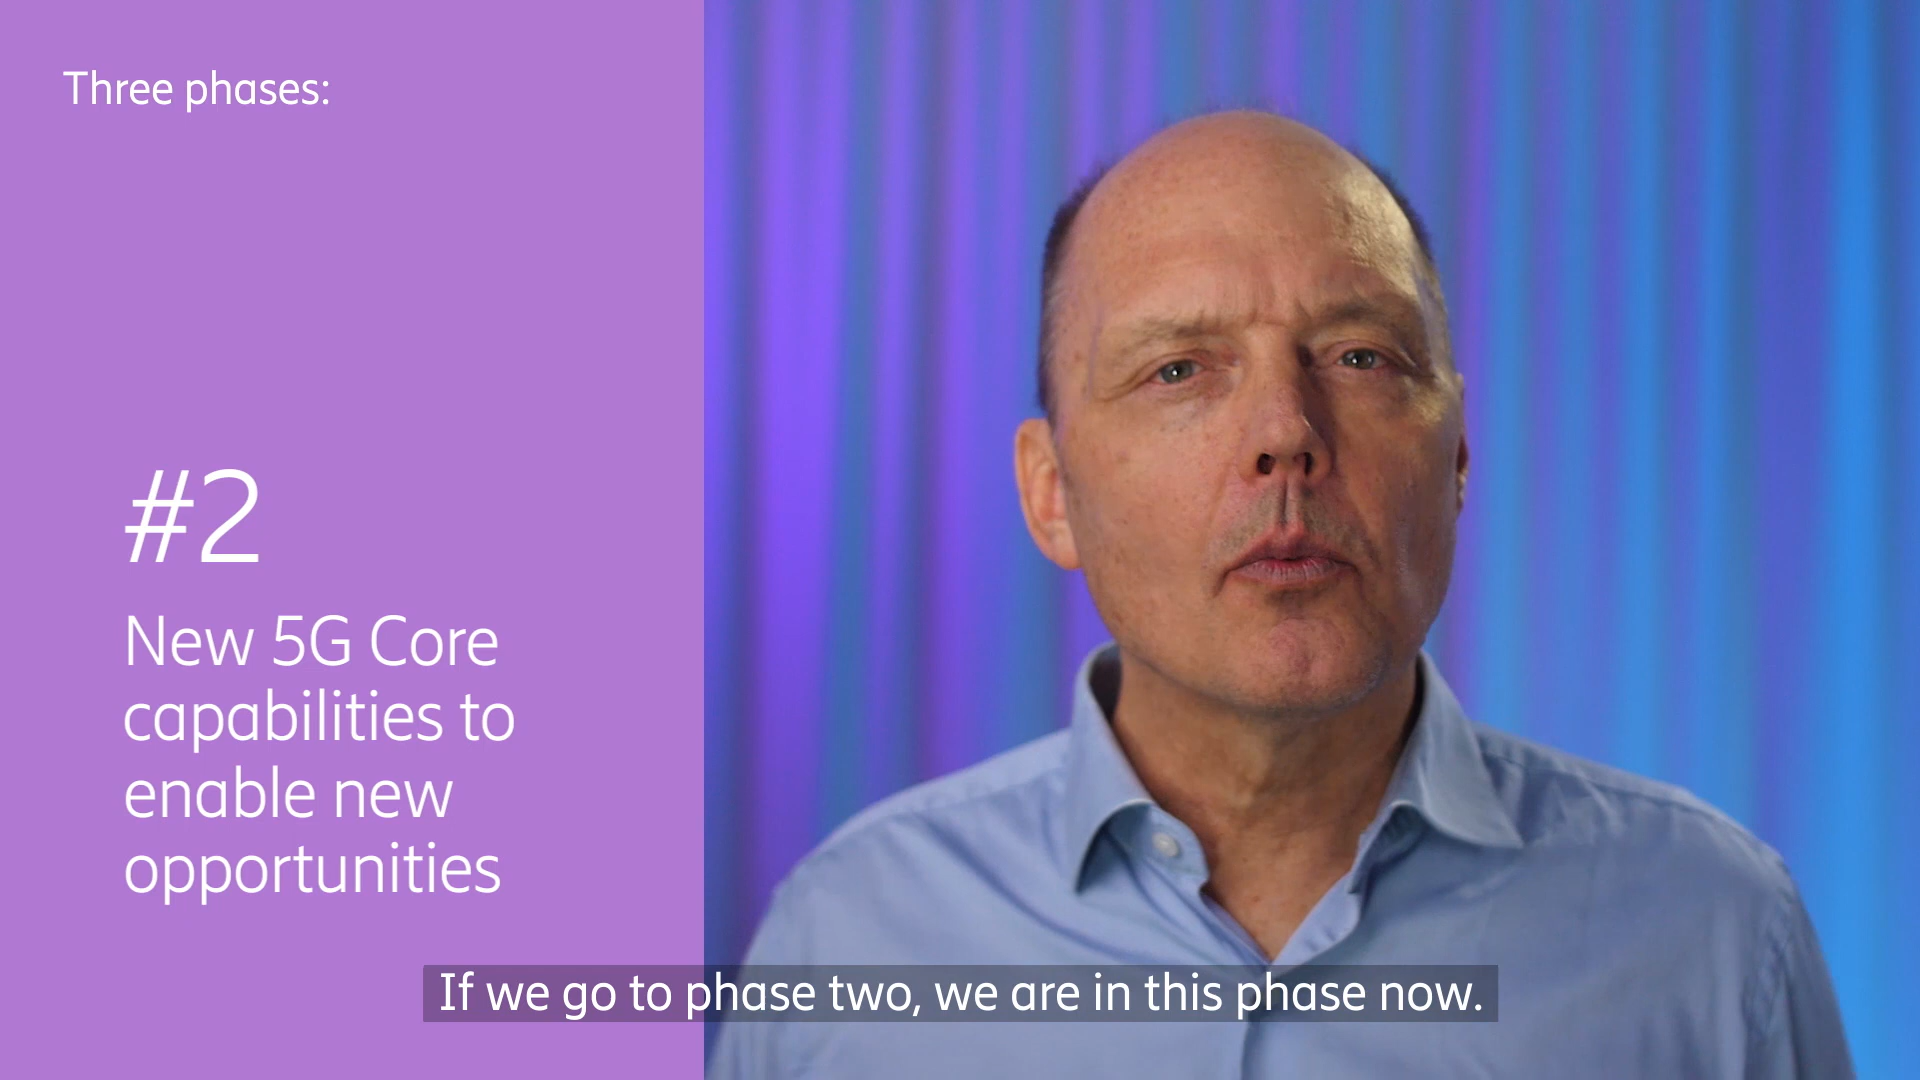 Three phases:
#2
New 5G Core
capabilities to
enable new
opportunities
If we go to phase two, we are in this phase now.